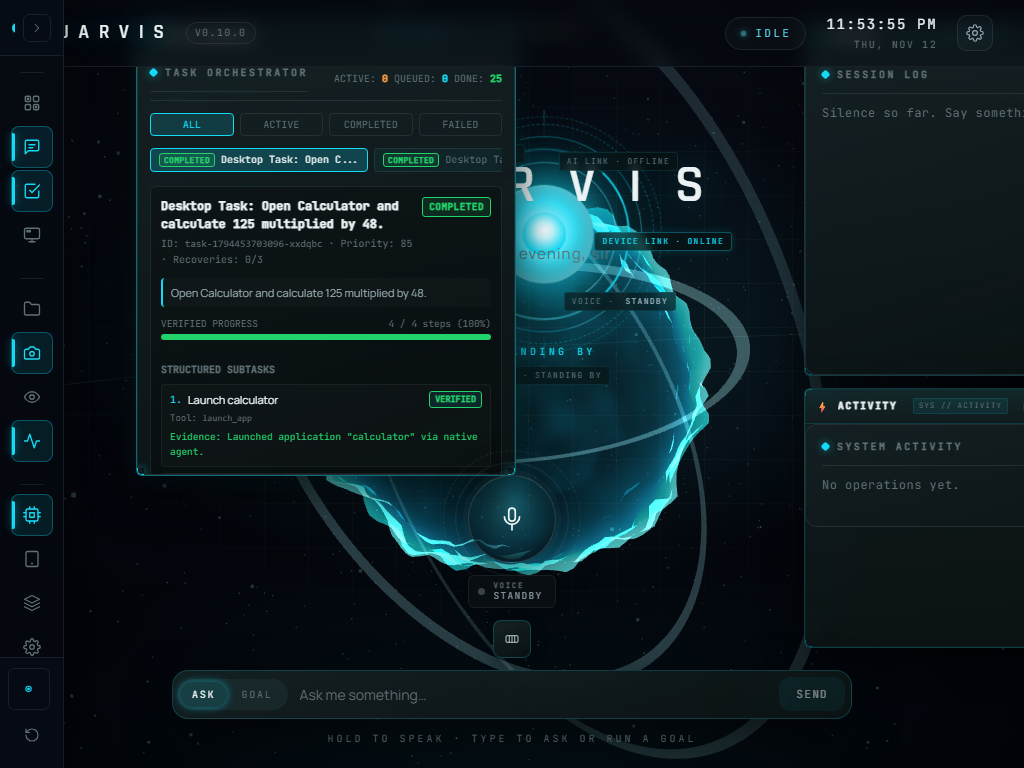 JARVIS
V0.10.0
IDLE
11:53:55 PM
THU, NOV 12
TASK ORCHESTRATOR
ACTIVE: 0 QUEUED: 0 DONE: 25
ALL
ACTIVE
COMPLETED
FAILED
COMPLETED Desktop Task: Open C...
COMPLETED Desktop Ta
Desktop Task: Open Calculator and
calculate 125 multiplied by 48.
COMPLETED
ID: task-1794453703096-xxdqbc · Priority: 85
· Recoveries: 0/3
Open Calculator and calculate 125 multiplied by 48.
VERIFIED PROGRESS
4 / 4 steps (100%)
STRUCTURED SUBTASKS
1. Launch calculator
VERIFIED
Tool: launch_app
Evidence: Launched application "calculator" via native
agent.
AI LINK · OFFLINE
RVIS
DEVICE LINK · ONLINE
evening, sir
VOICE · STANDBY
NDING BY
· STANDING BY
VOICE
STANDBY
SESSION LOG
Silence so far. Say somethi
ACTIVITY
SYS // ACTIVITY
SYSTEM ACTIVITY
No operations yet.
ASK
GOAL
Ask me something...
SEND
HOLD TO SPEAK · TYPE TO ASK OR RUN A GOAL